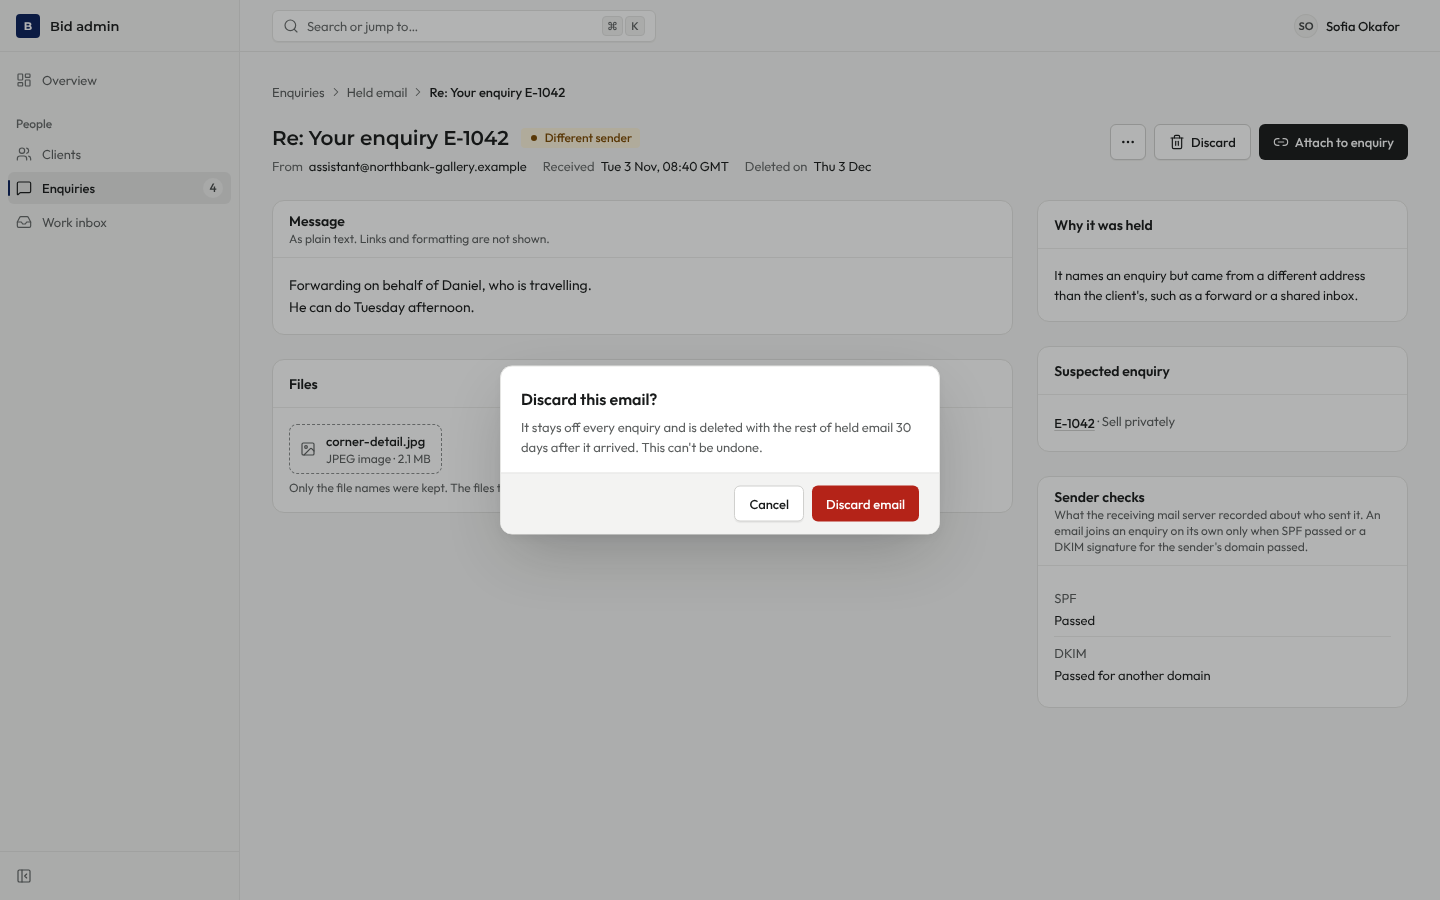 B Bid admin
Search or jump to… ⌘ K
SO Sofia Okafor
Overview
People
Clients
Enquiries 4
Work inbox
Enquiries > Held email > Re: Your enquiry E-1042
Re: Your enquiry E-1042 Different sender
Discard Attach to enquiry
From assistant@northbank-gallery.example Received Tue 3 Nov, 08:40 GMT Deleted on Thu 3 Dec
Message
As plain text. Links and formatting are not shown.
Forwarding on behalf of Daniel, who is travelling.
He can do Tuesday afternoon.
Files
corner-detail.jpg
JPEG image · 2.1 MB
Only the file names were kept. The files
Discard this email?
It stays off every enquiry and is deleted with the rest of held email 30
days after it arrived. This can't be undone.
Cancel Discard email
Why it was held
It names an enquiry but came from a different address
than the client's, such as a forward or a shared inbox.
Suspected enquiry
E-1042 · Sell privately
Sender checks
What the receiving mail server recorded about who sent it. An
email joins an enquiry on its own only when SPF passed or a
DKIM signature for the sender's domain passed.
SPF
Passed
DKIM
Passed for another domain